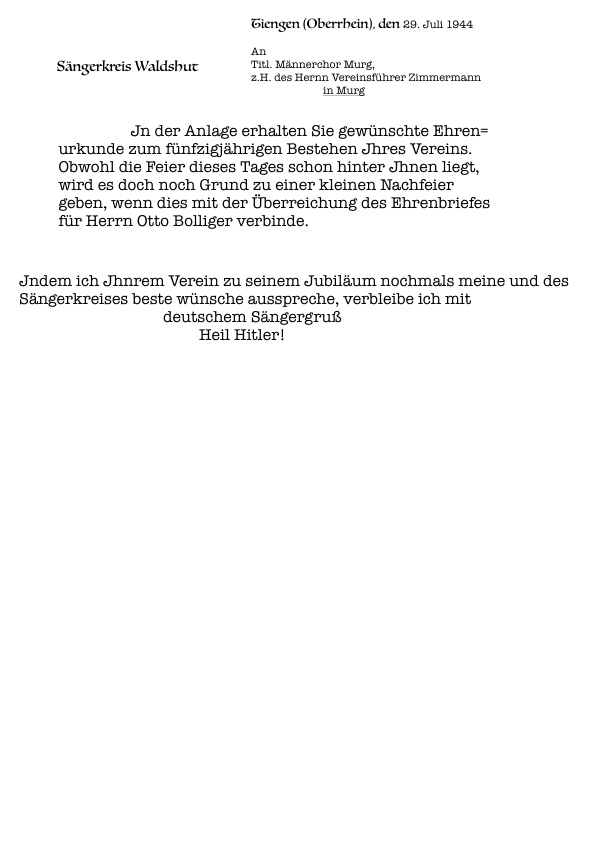 Tiengen (Oberrhein), den 29. Juli 1944
An
Sängerkreis Waldshut
Titl. Männerchor Murg,
z.H. des Hernn Vereinsführer Zimmermann
in Murg
Jn der Anlage erhalten Sie gewünschte Ehren=
urkunde zum fünfzigjährigen Bestehen Jhres Vereins.
Obwohl die Feier dieses Tages schon hinter Jhnen liegt,
wird es doch noch Grund zu einer kleinen Nachfeier
geben, wenn dies mit der Überreichung des Ehrenbriefes
für Herrn Otto Bolliger verbinde.
Jndem ich Jhnrem Verein zu seinem Jubiläum nochmals meine und des
Sängerkreises beste wünsche ausspreche, verbleibe ich mit
deutschem Sängergruß
Heil Hitler!